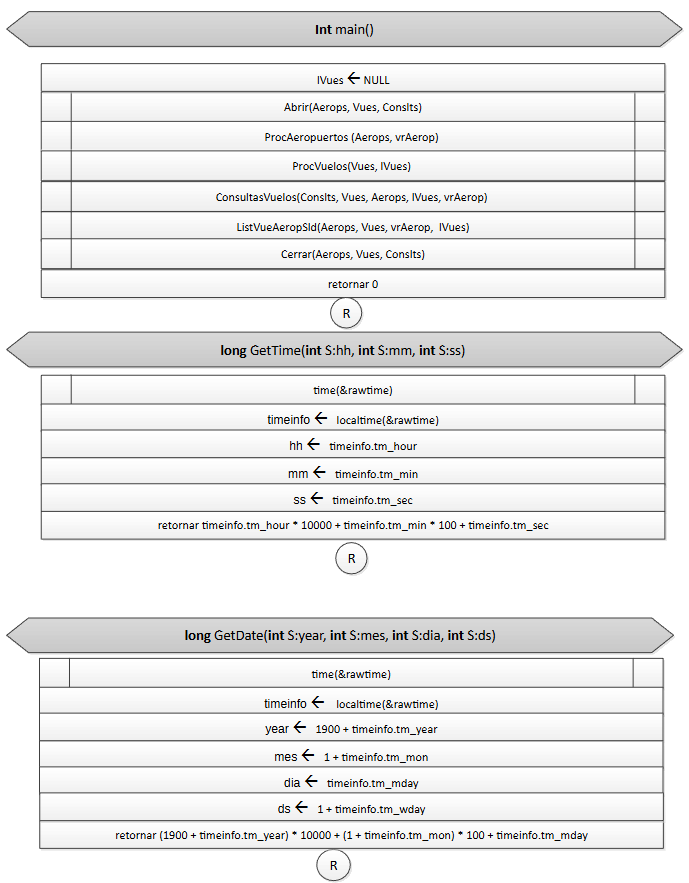 Int main()
lVues ← NULL
Abrir(Aerops, Vues, Conslts)
ProcAeropuertos (Aerops, vrAerop)
ProcVuelos(Vues, lVues)
ConsultasVuelos(Conslts, Vues, Aerops, lVues, vrAerop)
ListVueAeropSld(Aerops, Vues, vrAerop, lVues)
Cerrar(Aerops, Vues, Conslts)
retornar 0
R
long GetTime(int S:hh, int S:mm, int S:ss)
time(&rawtime)
timeinfo ← localtime(&rawtime)
hh ← timeinfo.tm_hour
mm ← timeinfo.tm_min
ss ← timeinfo.tm_sec
retornar timeinfo.tm_hour * 10000 + timeinfo.tm_min * 100 + timeinfo.tm_sec
R
long GetDate(int S:year, int S:mes, int S:dia, int S:ds)
time(&rawtime)
timeinfo ← localtime(&rawtime)
year ← 1900 + timeinfo.tm_year
mes ← 1 + timeinfo.tm_mon
dia ← timeinfo.tm_mday
ds ← 1 + timeinfo.tm_wday
retornar (1900 + timeinfo.tm_year) * 10000 + (1 + timeinfo.tm_mon) * 100 + timeinfo.tm_mday
R